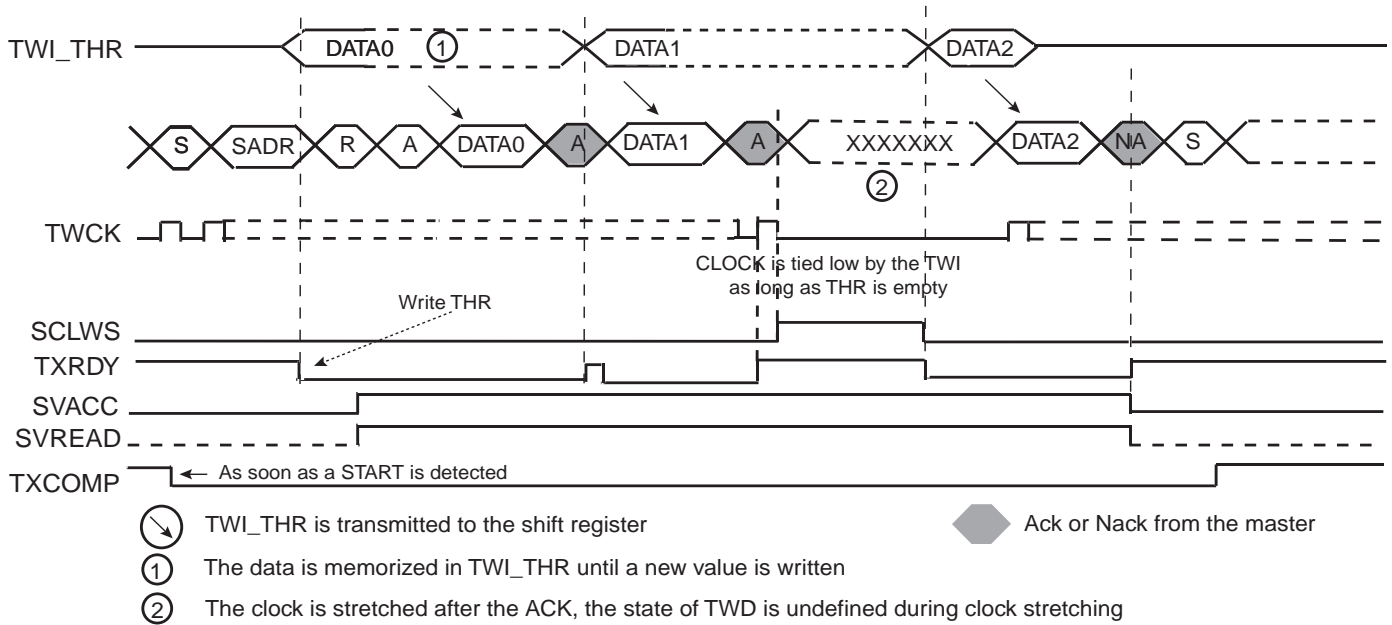 TWI_THR DATA0 1 DATA1 DATA2
S SADR R A DATA0 A DATA1 A XXXXXXX DATA2 NA S
2
TWCK
CLOCK is tied low by the TWI
as long as THR is empty
Write THR
SCLWS
TXRDY
SVACC
SVREAD
TXCOMP As soon as a START is detected
TWI_THR is transmitted to the shift register Ack or Nack from the master
1 The data is memorized in TWI_THR until a new value is written
2 The clock is stretched after the ACK, the state of TWD is undefined during clock stretching